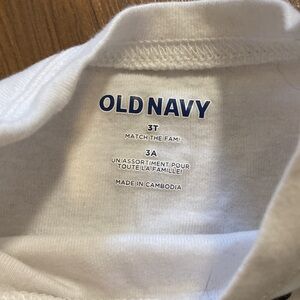 OLD NAVY
3T
MATCH THE FAM!
3A
UN ASSORTIMENT POUR
TOUTE LA FAMILLE!
MADE IN CAMBODIA